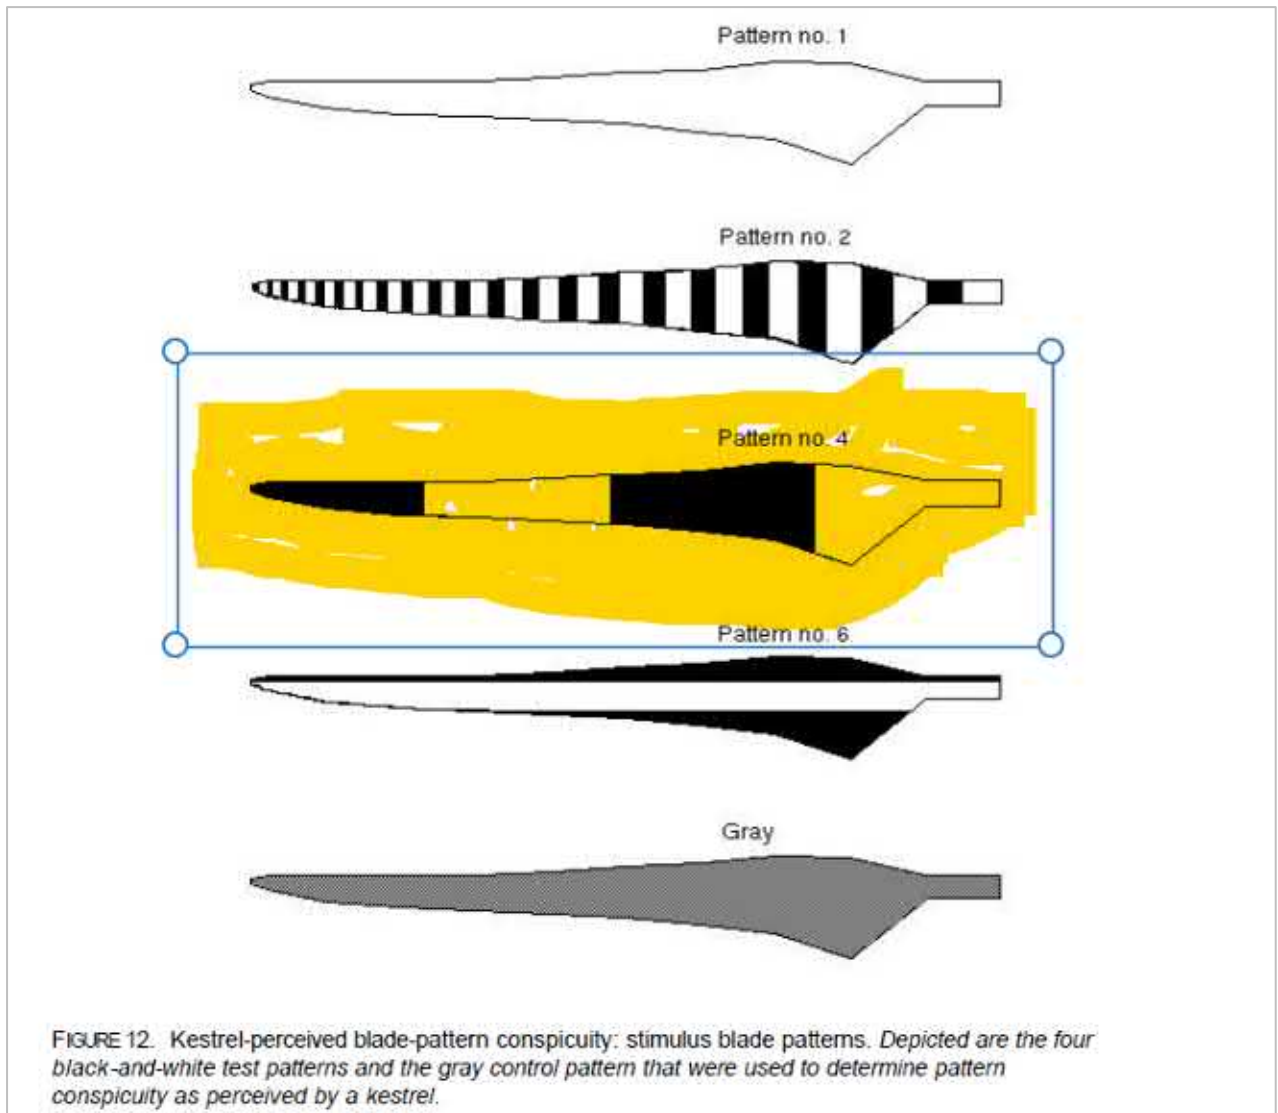 Pattern no. 1
Pattern no. 2
Pattern no. 4
Pattern no. 6
Gray
FIGURE 12. Kestrel-perceived blade-pattern conspicuity: stimulus blade patterns. Depicted are the four
black-and-white test patterns and the gray control pattern that were used to determine pattern
conspicuity as perceived by a kestrel.